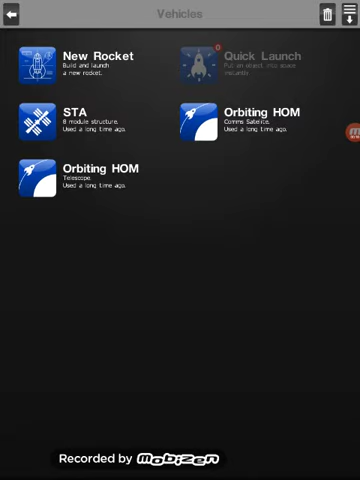 Vehicles
New Rocket
Build and launch
a new rocket.
0
Quick Launch
Put an object into space
instantly
STA
8 module structure.
Used a long time ago.
Orbiting HOM
Comms Satelite.
Used a long time ago.
Orbiting HOM
Telescope.
Used a long time ago.
Recorded by Mobizen